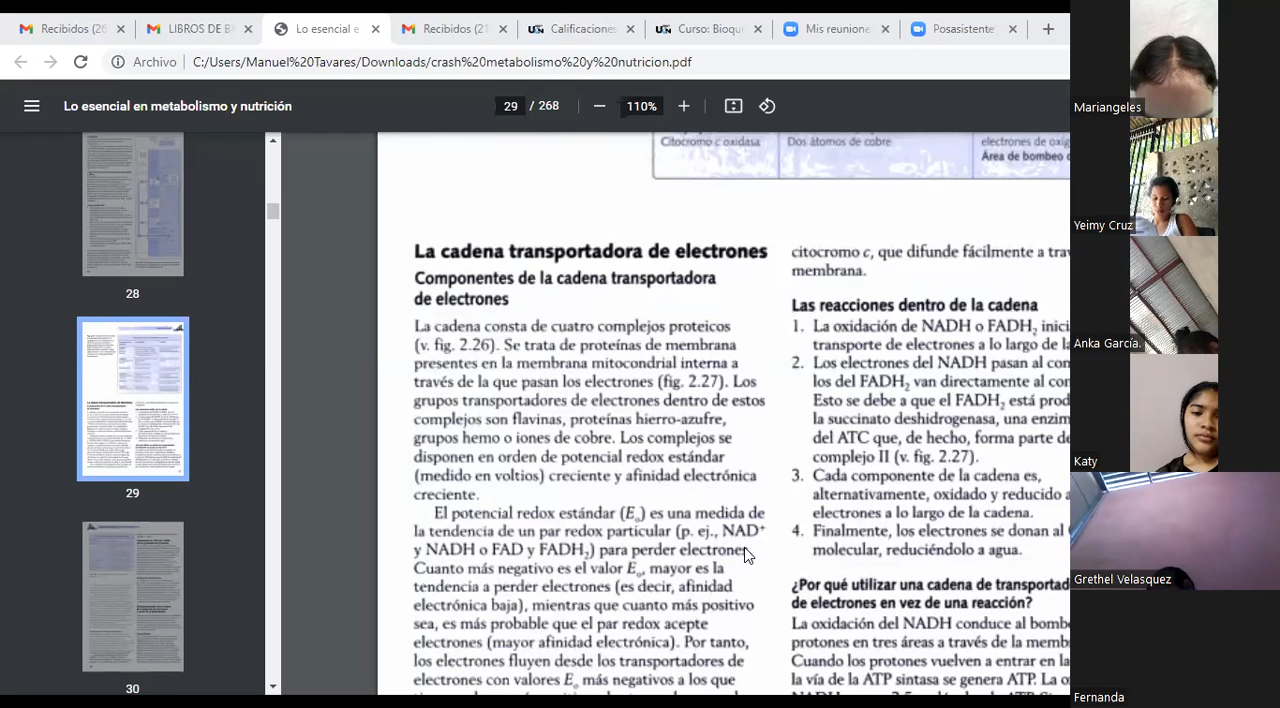 Recibidos (26
LIBROS DE B
Lo esencial e
Recibidos (21
UN Calificaciones
UN Curso: Bioqu
Mis reunione
Posasistente
Archivo C:/Users/Manuel%20Tavares/Downloads/crash%20metabolismo%20y%20nutricion.pdf
Lo esencial en metabolismo y nutrición
29 / 268
110%
28
29
30
Citocromo c oxidasa
Dos átomos de cobre
electrones de oxíg
Área de bombeo d
La cadena transportadora de electrones
Componentes de la cadena transportadora
de electrones
La cadena consta de cuatro complejos proteicos
(v. fig. 2.26). Se trata de proteínas de membrana
presentes en la membrana mitocondrial interna a
través de la que pasan los electrones (fig. 2.27). Los
grupos transportadores de electrones dentro de estos
complejos son flavinas, proteínas hierro-azufre,
grupos hemo o iones de cobre. Los complejos se
disponen en orden de potencial redox estándar
(medido en voltios) creciente y afinidad electrónica
creciente.
El potencial redox estándar (E₀) es una medida de
la tendencia de un par redox particular (p. ej., NAD⁺
y NADH o FAD y FADH₂) para perder electrones.
Cuanto más negativo es el valor E₀, mayor es la
tendencia a perder electrones (es decir, afinidad
electrónica baja), mientras que cuanto más positivo
sea, es más probable que el par redox acepte
electrones (mayor afinidad electrónica). Por tanto,
los electrones fluyen desde los transportadores de
electrones con valores E₀ más negativos a los que
citocromo c, que difunde fácilmente a trav
membrana.
Las reacciones dentro de la cadena
1. La oxidación de NADH o FADH₂ inici
transporte de electrones a lo largo de la
2. Los electrones del NADH pasan al com
los del FADH₂ van directamente al com
Esto se debe a que el FADH₂ está prod
la succinato deshidrogenasa, una enzim
del ATC que, de hecho, forma parte de
complejo II (v. fig. 2.27).
3. Cada componente de la cadena es,
alternativamente, oxidado y reducido a
electrones a lo largo de la cadena.
4. Finalmente, los electrones se donan al
molecular, reduciéndolo a agua.
¿Por qué utilizar una cadena de transportad
de electrones en vez de una reacción?
La oxidación del NADH conduce al bomb
protones en tres áreas a través de la memb
Cuando los protones vuelven a entrar en la
la vía de la ATP sintasa se genera ATP. La o
Mariangeles
Yeimy Cruz
Anka García.
Katy
Grethel Velasquez
Fernanda